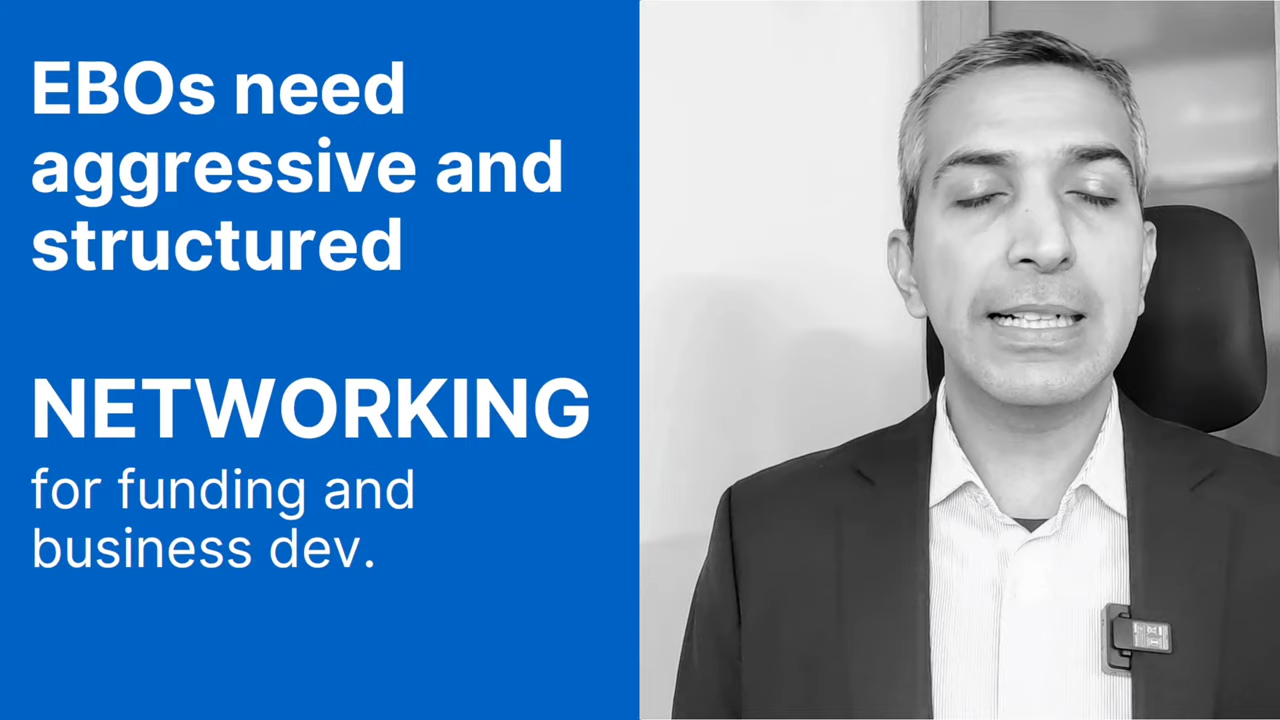 EBOs need
aggressive and
structured
NETWORKING
for funding and
business dev.